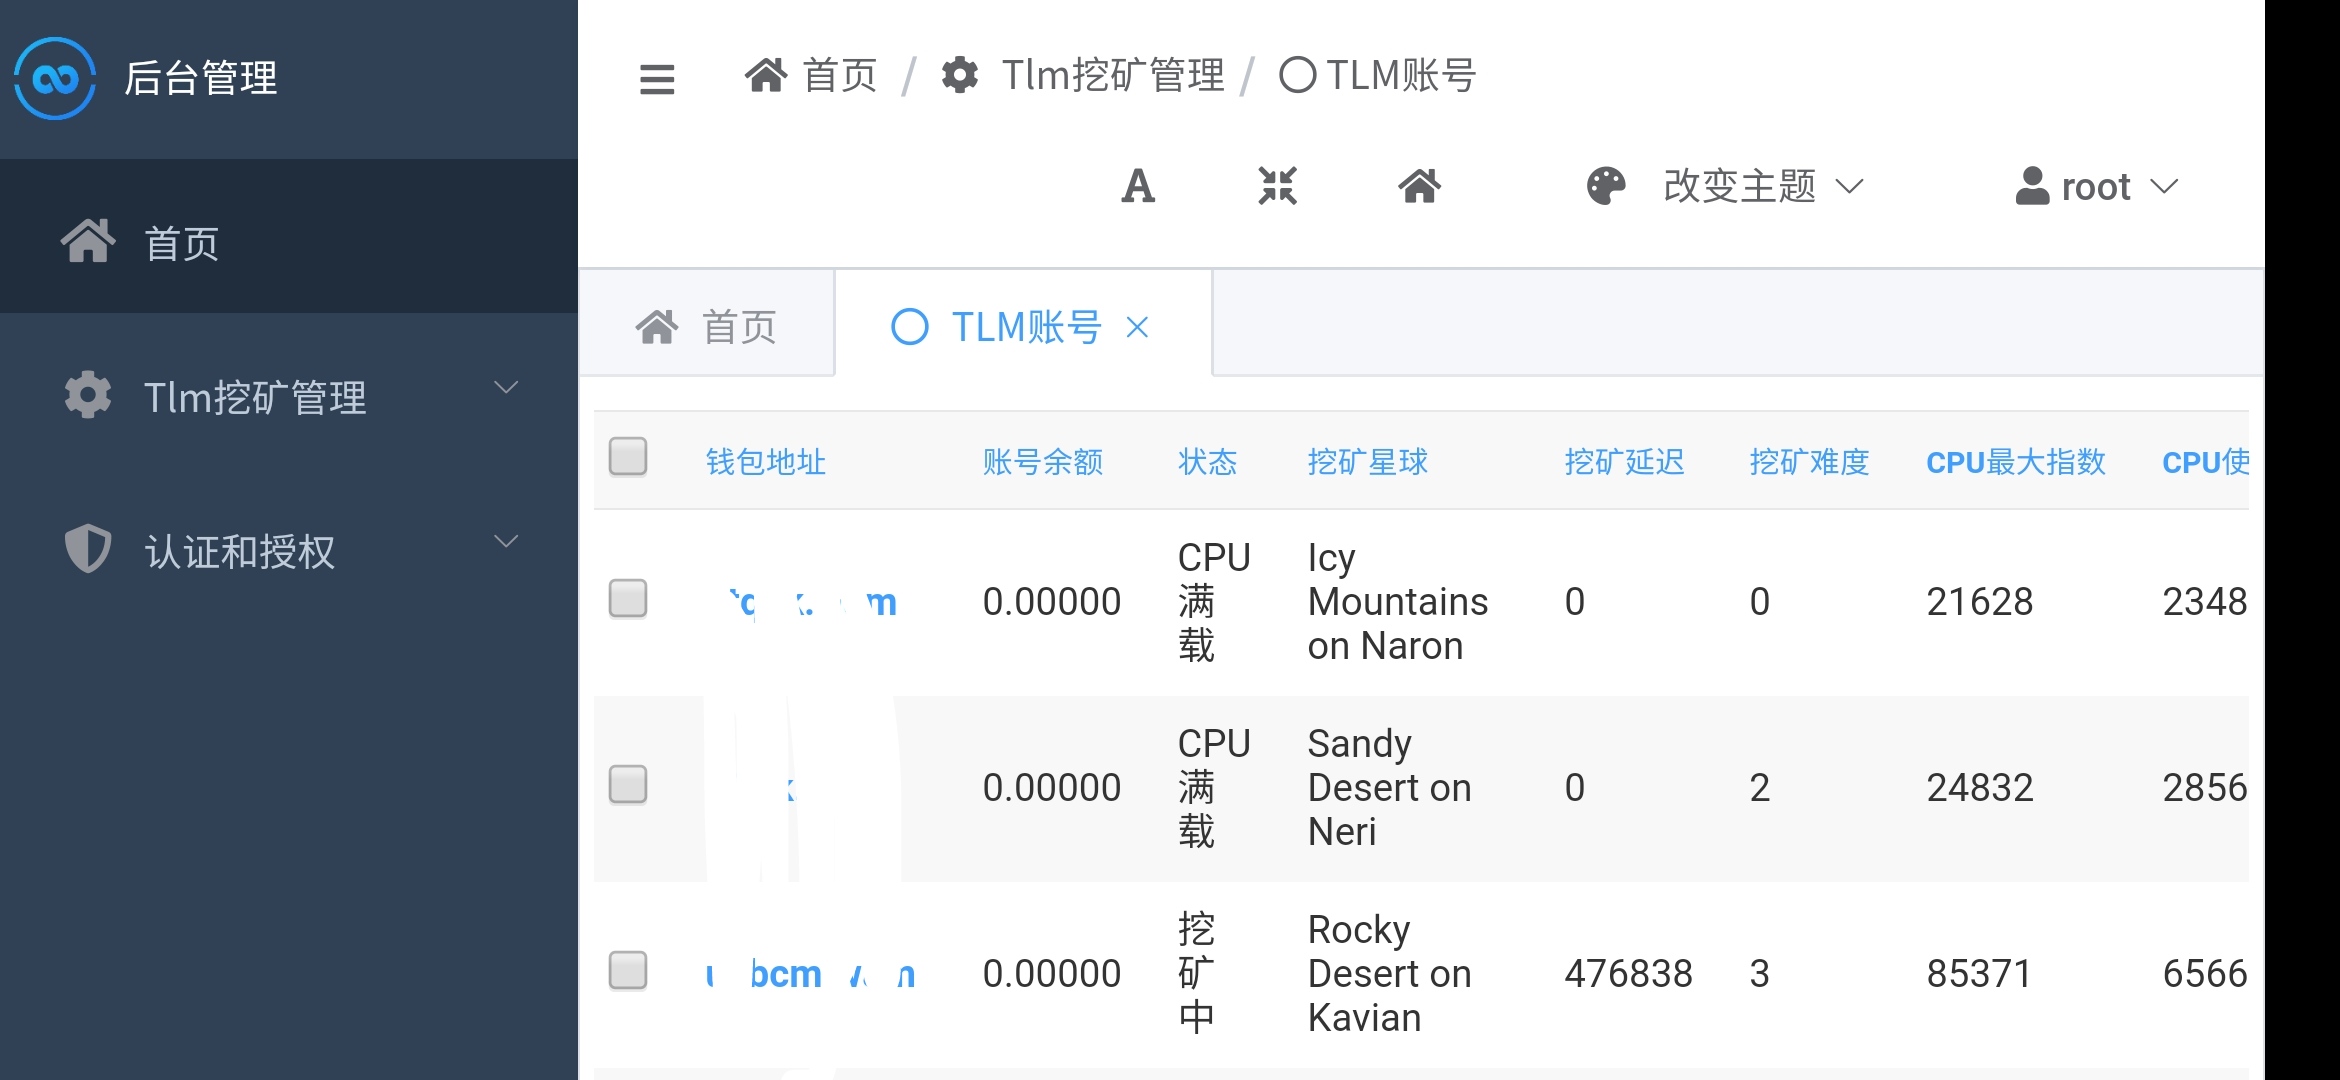 后台管理
首页 / Tlm挖矿管理 / TLM账号
A 改变主题 root
首页
Tlm挖矿管理
认证和授权
首页 TLM账号
钱包地址 账号余额 状态 挖矿星球 挖矿延迟 挖矿难度 CPU最大指数 CPU使
0.00000 CPU满载 Icy Mountains on Naron 0 0 21628 2348
0.00000 CPU满载 Sandy Desert on Neri 0 2 24832 2856
bcm 0.00000 挖矿中 Rocky Desert on Kavian 476838 3 85371 6566